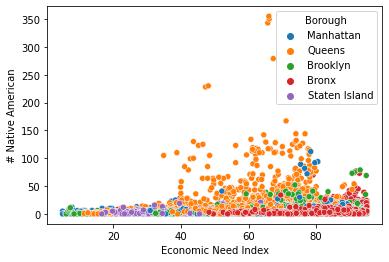 # Native American
350
300
250
200
150
100
50
0
20
40
60
80
Economic Need Index
Borough
Manhattan
Queens
Brooklyn
Bronx
Staten Island